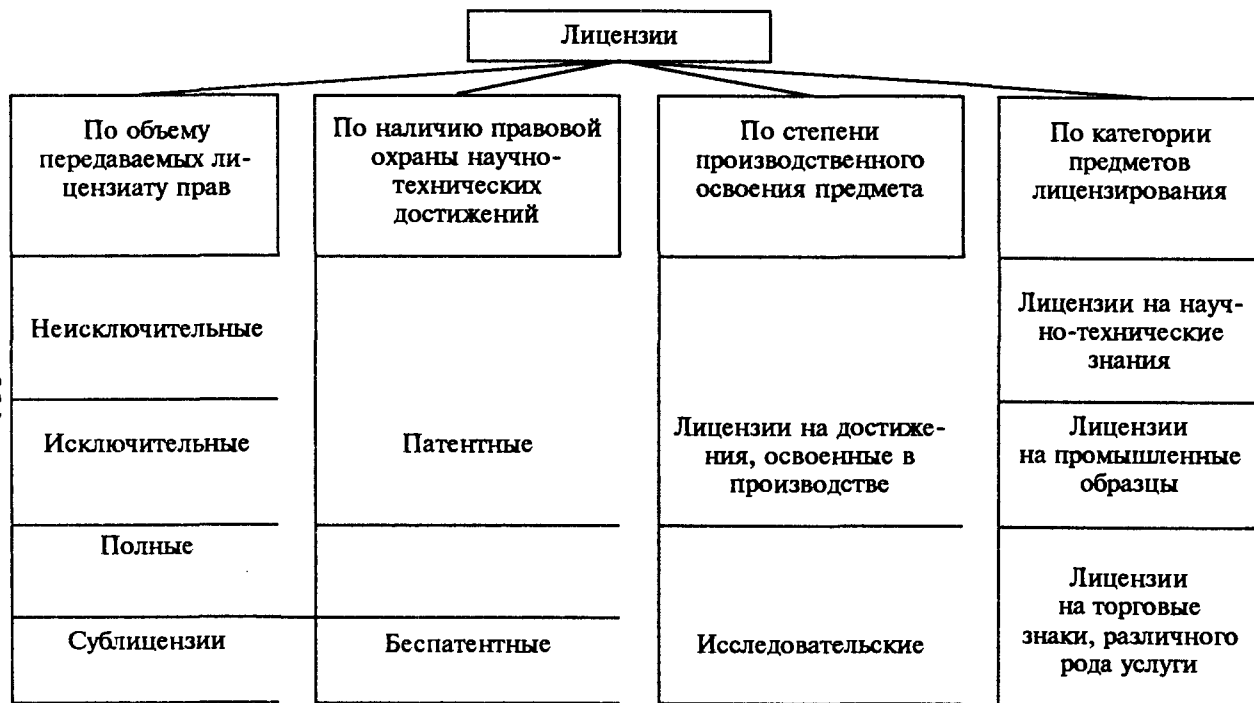 Лицензии
По объему
передаваемых ли-
цензиату прав
Неисключительные
Исключительные
Полные
Сублицензии
По наличию правовой
охраны научно-
технических
достижений
Патентные
Беспатентные
По степени
производственного
освоения предмета
Лицензии на достиже-
ния, освоенные в
производстве
Исследовательские
По категории
предметов
лицензирования
Лицензии на науч-
но-технические
знания
Лицензии
на промышленные
образцы
Лицензии
на торговые
знаки, различного
рода услуги